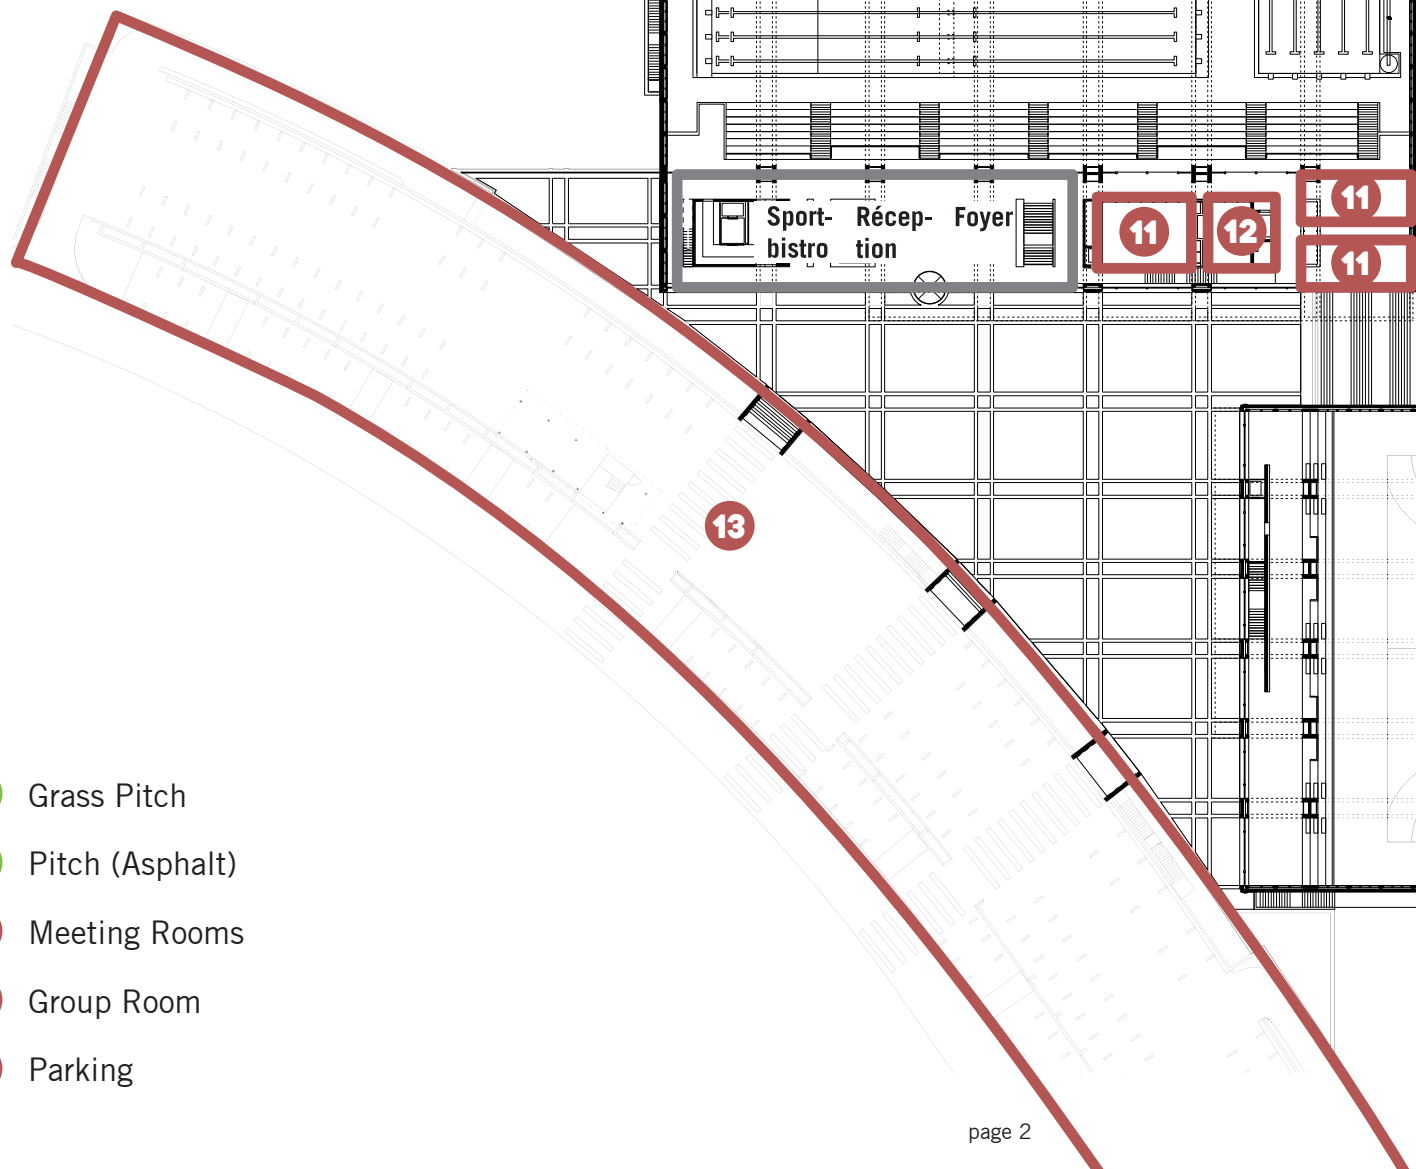 Sport- Récep- Foyer
bistro tion
11
12
11
11
13
Grass Pitch
Pitch (Asphalt)
Meeting Rooms
Group Room
Parking
page 2